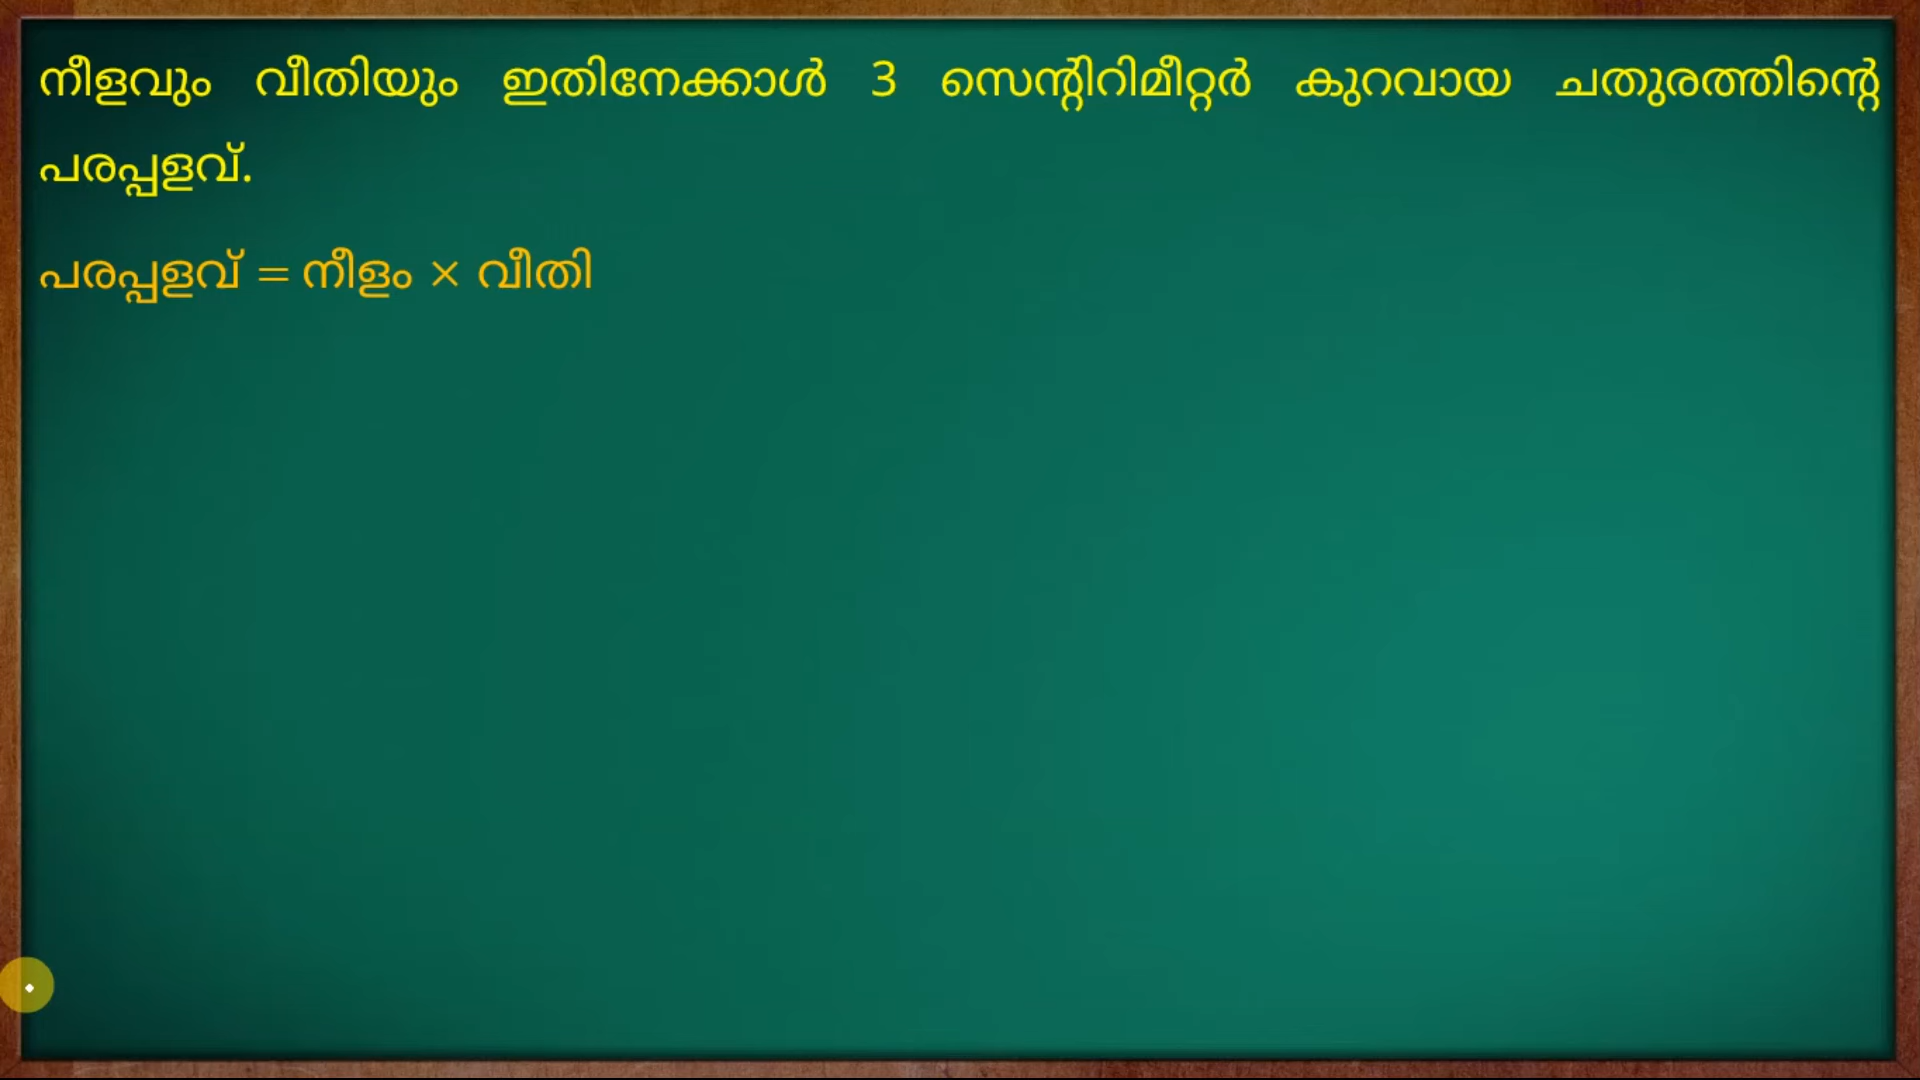 നീളവും വീതിയും ഇതിനേക്കാൾ 3 സെന്റിറിമീറ്റർ കുറവായ ചതുരത്തിന്റെ
പരപ്പളവ്.
പരപ്പളവ് = നീളം × വീതി